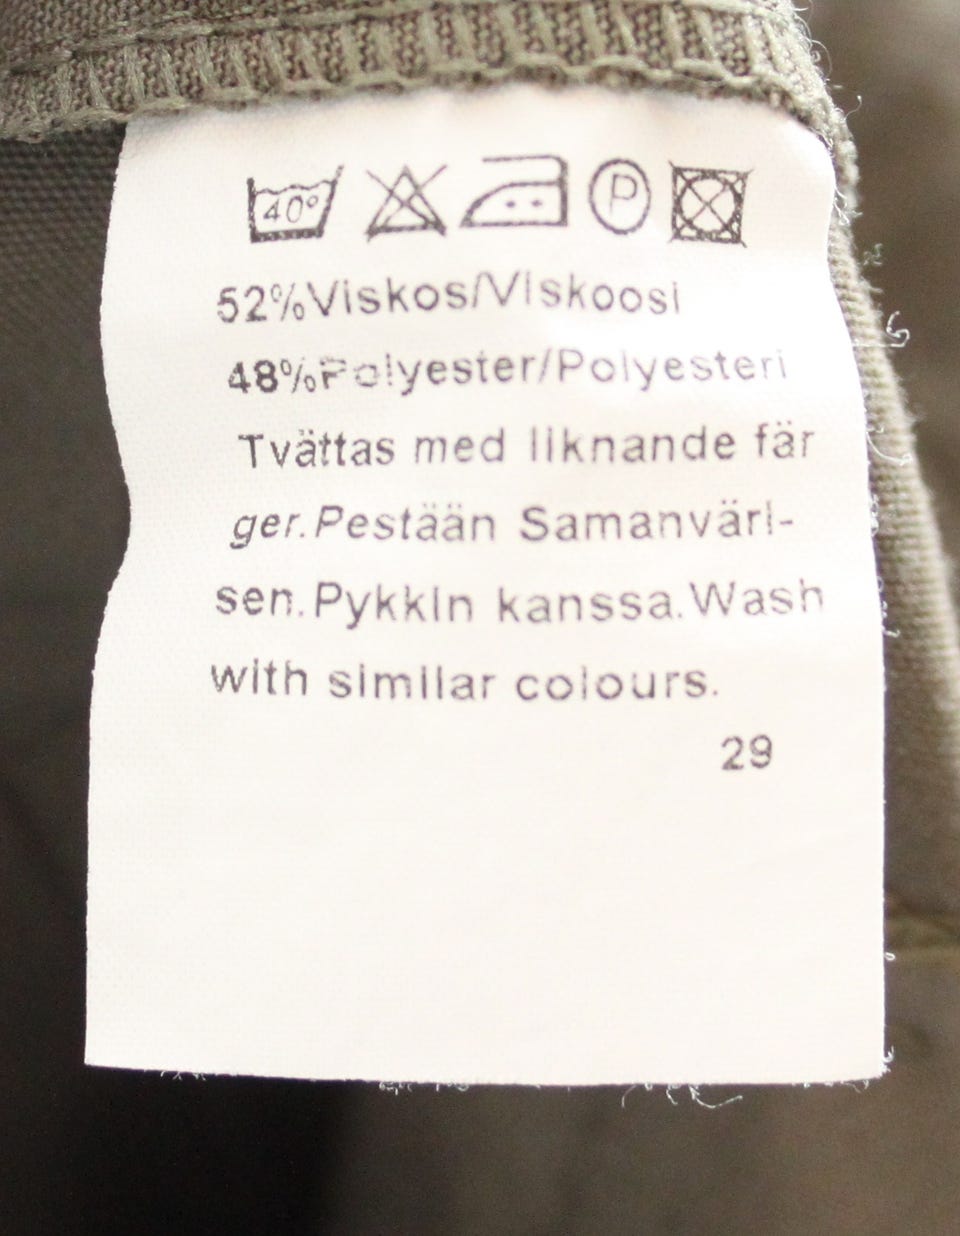 40°
P
52%Viskos/Viskoosi
48%Polyester/Polyesteri
Tvättas med liknande fär
ger.Pestään Samanväri-
sen.Pykkin kanssa.Wash
with similar colours.
29